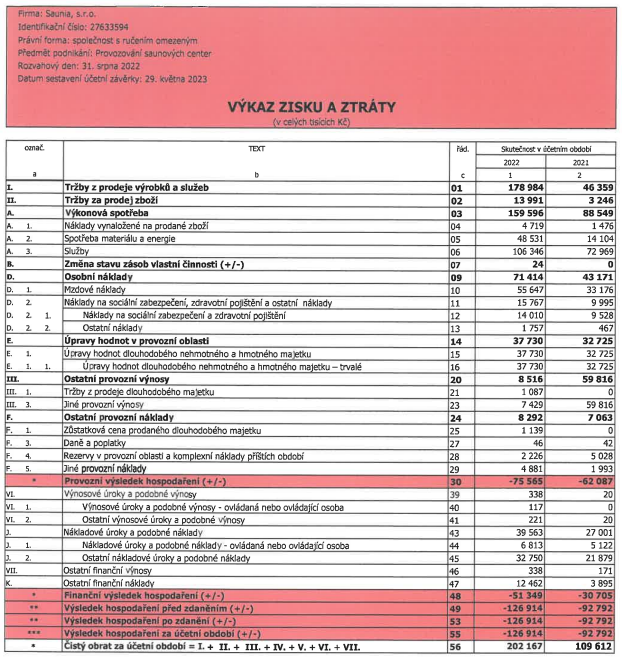 Firma: Saunia, s.r.o.
Identifikační číslo: 27633594
Právní forma: společnost s ručením omezeným
Předmět podnikání: Provozování saunových center
Rozvahový den: 31. srpna 2022
Datum sestavení účetní závěrky: 29. května 2023
VÝKAZ ZISKU A ZTRÁTY
(v celých tisících Kč)
označ. TEXT řád. Skutečnost v účetním období
2022 2021
a b c 1 2
I. Tržby z prodeje výrobků a služeb 01 178 984 46 359
II. Tržby za prodej zboží 02 13 991 3 246
A. Výkonová spotřeba 03 159 596 88 549
A. 1. Náklady vynaložené na prodané zboží 04 4 719 1 476
A. 2. Spotřeba materiálu a energie 05 48 531 14 104
A. 3. Služby 06 106 346 72 969
B. Změna stavu zásob vlastní činnosti (+/-) 07 24 0
D. Osobní náklady 09 71 414 43 171
D. 1. Mzdové náklady 10 55 647 33 176
D. 2. Náklady na sociální zabezpečení, zdravotní pojištění a ostatní náklady 11 15 767 9 995
D. 2. 1. Náklady na sociální zabezpečení a zdravotní pojištění 12 14 010 9 528
D. 2. 2. Ostatní náklady 13 1 757 467
E. Úpravy hodnot v provozní oblasti 14 37 730 32 725
E. 1. Úpravy hodnot dlouhodobého nehmotného a hmotného majetku 15 37 730 32 725
E. 1. 1. Úpravy hodnot dlouhodobého nehmotného a hmotného majetku – trvalé 16 37 730 32 725
III. Ostatní provozní výnosy 20 8 516 59 816
III. 1. Tržby z prodeje dlouhodobého majetku 21 1 087 0
III. 3. Jiné provozní výnosy 23 7 429 59 816
F. Ostatní provozní náklady 24 8 292 7 063
F. 1. Zůstatková cena prodaného dlouhodobého majetku 25 1 139 0
F. 3. Daně a poplatky 27 46 42
F. 4. Rezervy v provozní oblasti a komplexní náklady příštích období 28 2 226 5 028
F. 5. Jiné provozní náklady 29 4 881 1 993
* Provozní výsledek hospodaření (+/-) 30 -75 565 -62 087
VI. Výnosové úroky a podobné výnosy 39 338 20
VI. 1. Výnosové úroky a podobné výnosy - ovládaná nebo ovládající osoba 40 117 0
VI. 2. Ostatní výnosové úroky a podobné výnosy 41 221 20
J. Nákladové úroky a podobné náklady 43 39 563 27 001
J. 1. Nákladové úroky a podobné náklady - ovládaná nebo ovládající osoba 44 6 813 5 122
J. 2. Ostatní nákladové úroky a podobné náklady 45 32 750 21 879
VII. Ostatní finanční výnosy 46 338 171
K. Ostatní finanční náklady 47 12 462 3 895
* Finanční výsledek hospodaření (+/-) 48 -51 349 -30 705
** Výsledek hospodaření před zdaněním (+/-) 49 -126 914 -92 792
** Výsledek hospodaření po zdanění (+/-) 53 -126 914 -92 792
*** Výsledek hospodaření za účetní období (+/-) 55 -126 914 -92 792
* Čistý obrat za účetní období = I. + II. + III. + IV. + V. + VI. + VII. 56 202 167 109 612